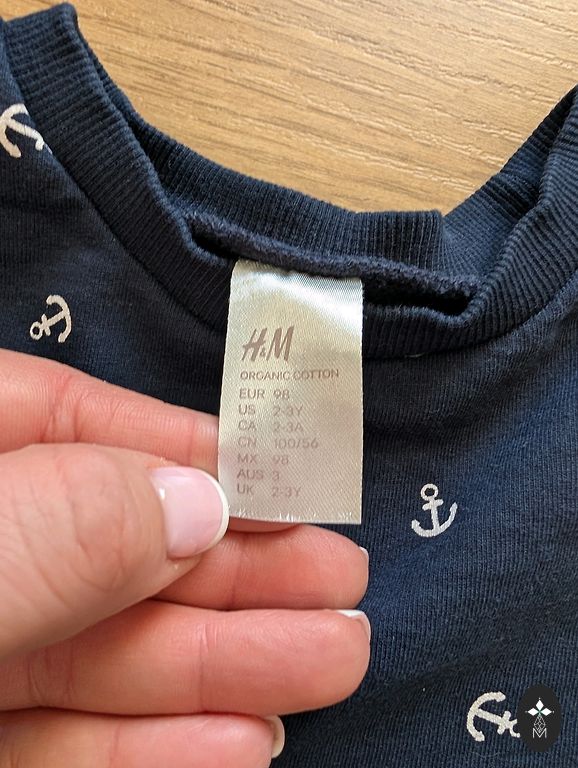 H&M
ORGANIC COTTON
EUR 98
US 2-3Y
CA 2-3A
CN 100/56
MX 98
AUS 3
UK 2-3Y
M